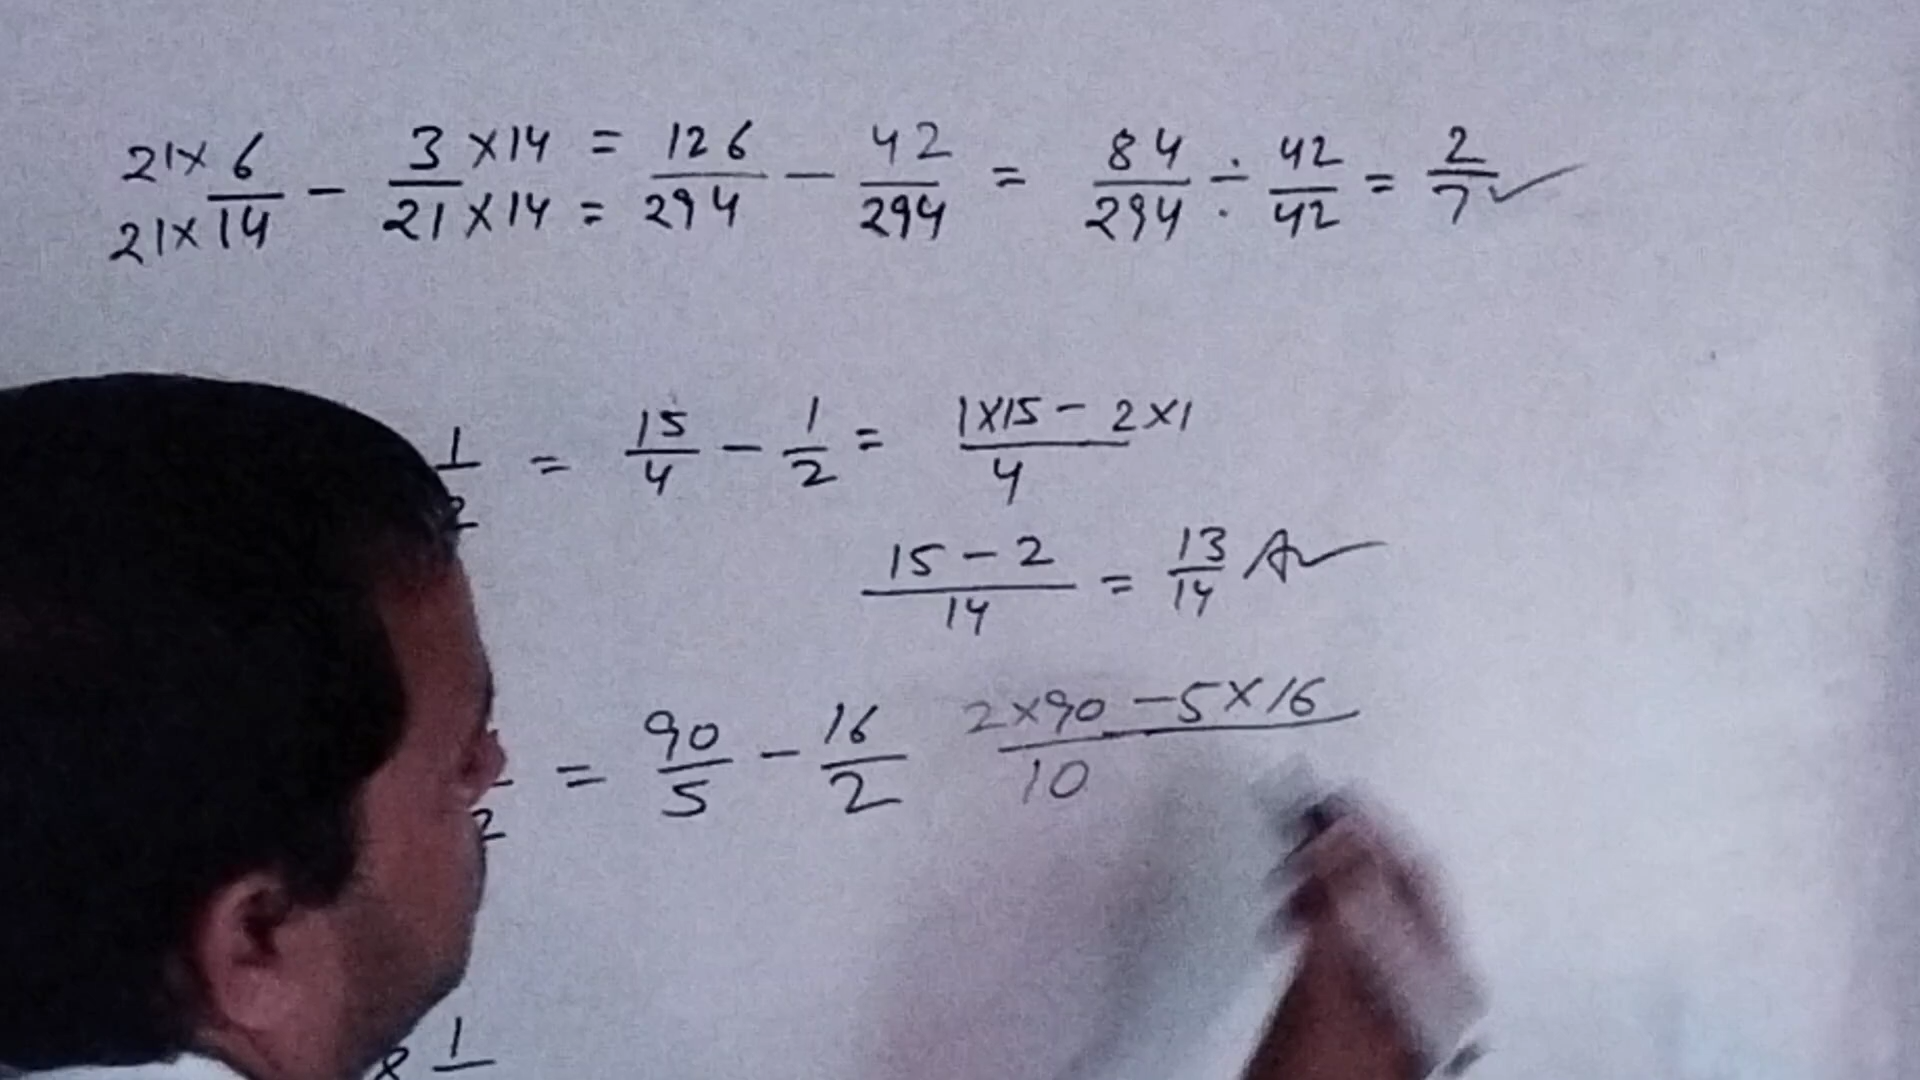 21× 6/21×14 - 3×14/21×14 = 126/294 - 42/294 = 84/294 ÷ 42/42 = 2/7 ✓
1/2 = 15/4 - 1/2 = 1×15-2×1/4
15-2/14 = 13/14
= 90/5 - 16/2 2×90-5×16/10
2
8 1